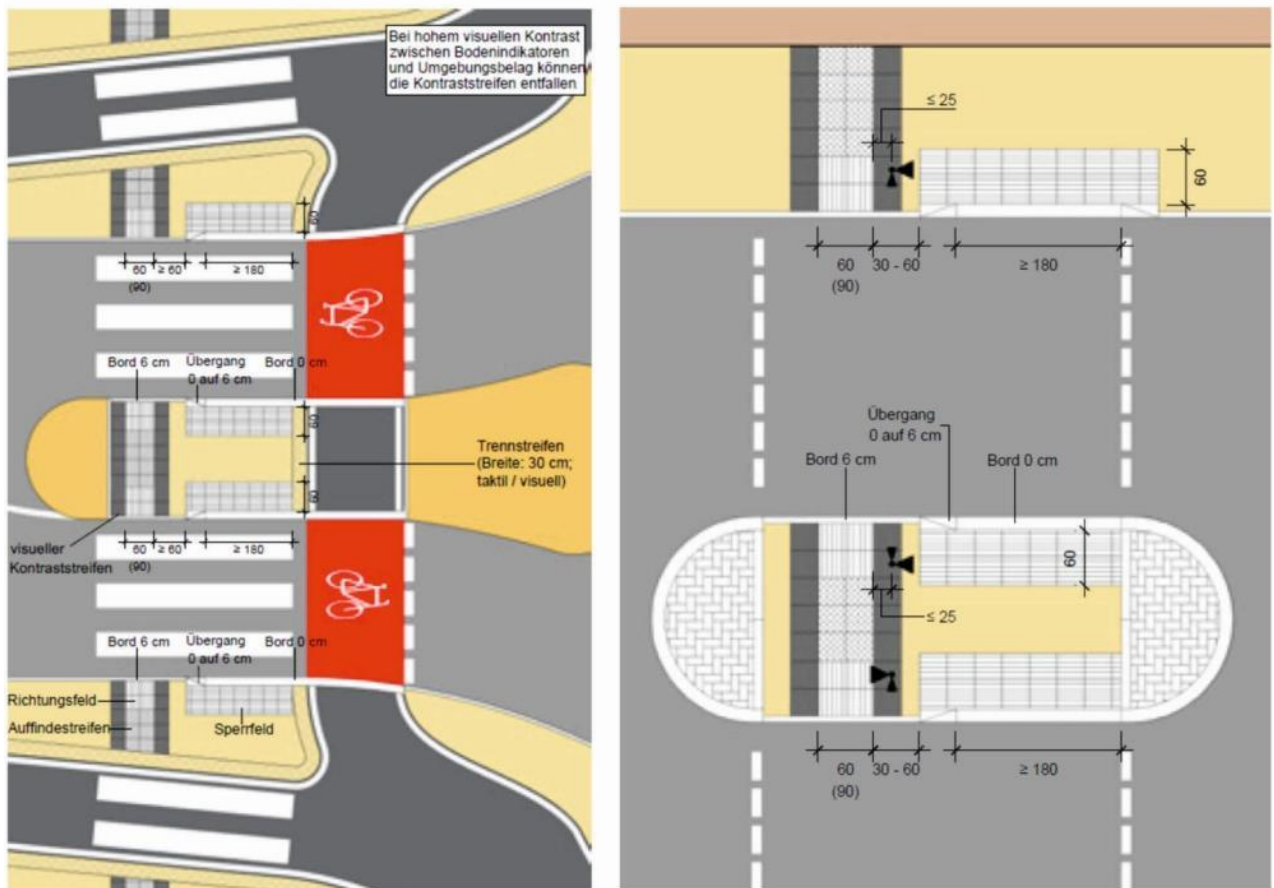 Bei hohem visuellen Kontrast
zwischen Bodenindikatoren
und Umgebungsbelag können
die Kontraststreifen entfallen
60
60 ≥ 60 ≥ 180
(90)
Bord 6 cm Übergang Bord 0 cm
0 auf 6 cm
60
Trennstreifen
(Breite: 30 cm;
taktil / visuell)
60
visueller
Kontraststreifen
60 ≥ 60 ≥ 180
(90)
Bord 6 cm Übergang Bord 0 cm
0 auf 6 cm
Richtungsfeld
Auffindestreifen
Sperrfeld
≤ 25
60
60 30 - 60 ≥ 180
(90)
Übergang
0 auf 6 cm
Bord 6 cm Bord 0 cm
60
≤ 25
60 30 - 60 ≥ 180
(90)